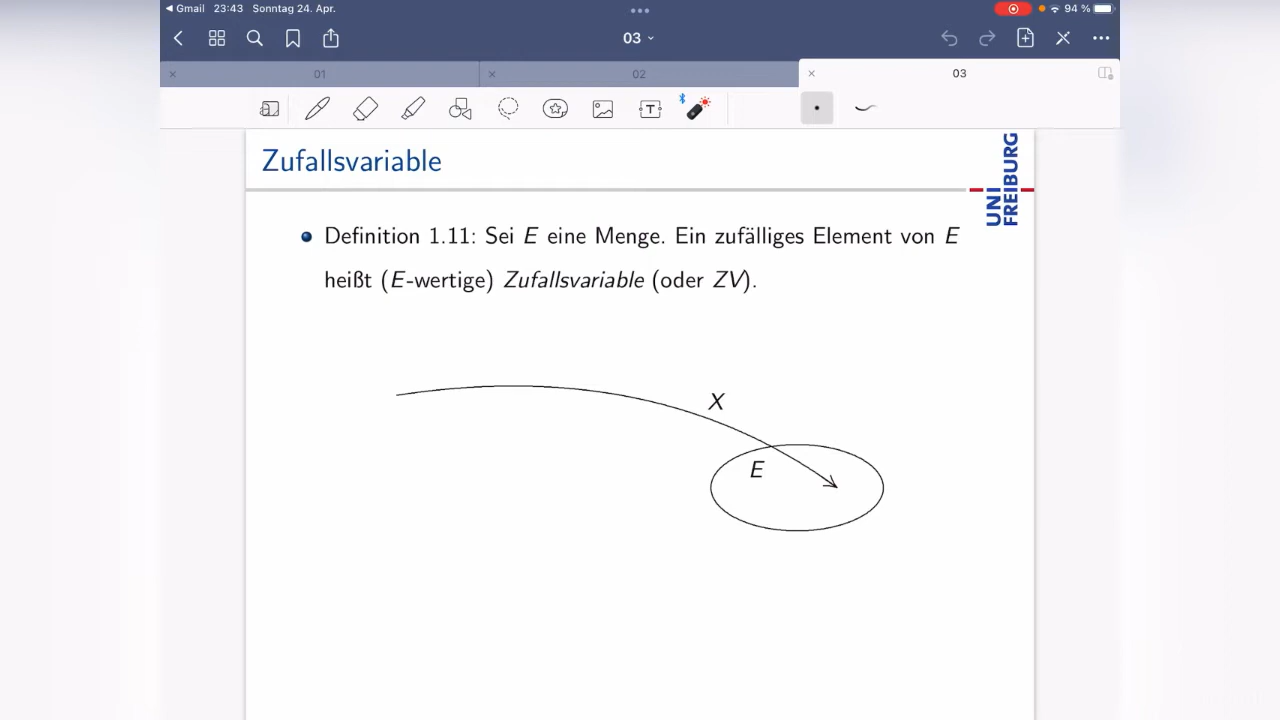 Gmail 23:43 Sonntag 24. Apr. 94 %
03
01 02 03
T
Zufallsvariable
UNI
FREIBURG
Definition 1.11: Sei E eine Menge. Ein zufälliges Element von E
heißt (E-wertige) Zufallsvariable (oder ZV).
X
E